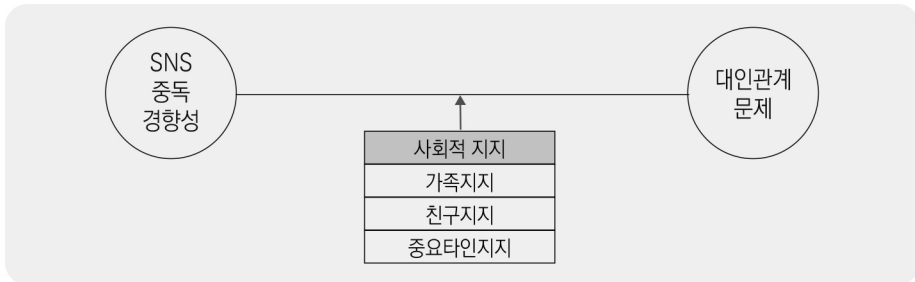 SNS
중독
경향성
대인관계
문제
사회적 지지
가족지지
친구지지
중요타인지지